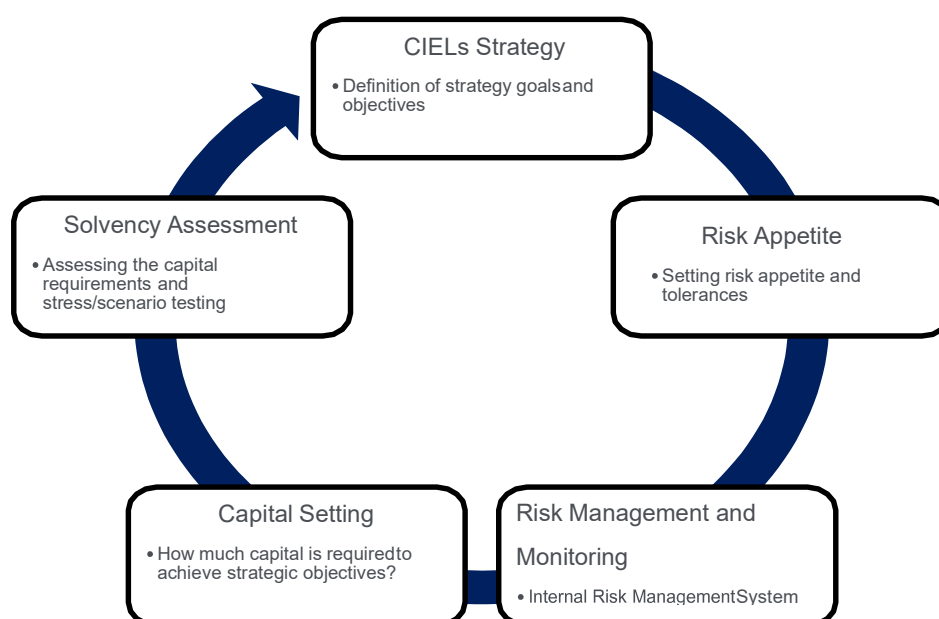 CIELs Strategy
• Definition of strategy goalsand
objectives
Solvency Assessment
• Assessing the capital
requirements and
stress/scenario testing
Risk Appetite
• Setting risk appetite and
tolerances
Capital Setting
• How much capital is requiredto
achieve strategic objectives?
Risk Management and
Monitoring
• Internal Risk ManagementSystem